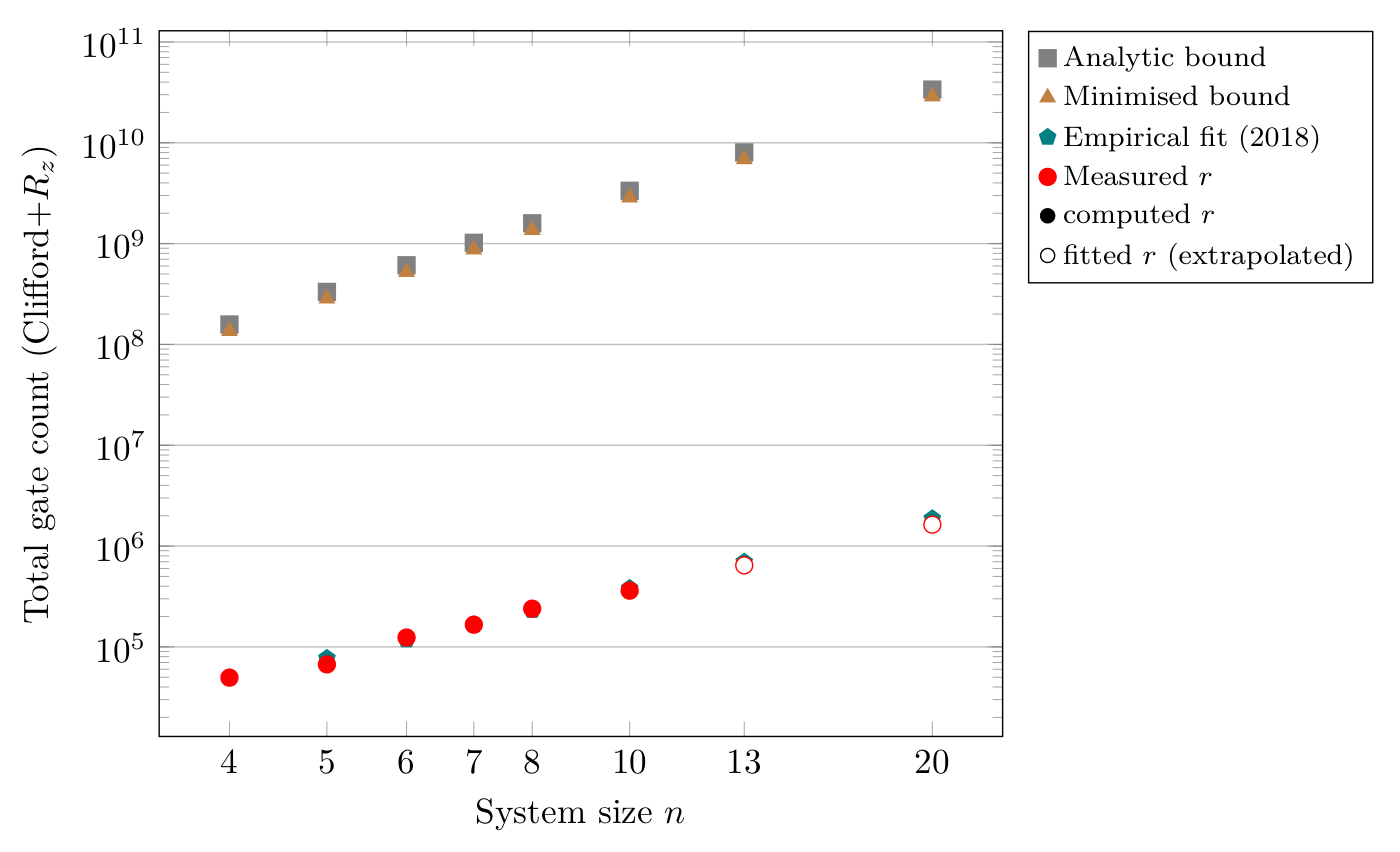 10^11
10^10
10^9
10^8
10^7
10^6
10^5
Total gate count (Clifford+R_z)
4 5 6 7 8 10 13 20
System size n
Analytic bound
Minimised bound
Empirical fit (2018)
Measured r
computed r
fitted r (extrapolated)